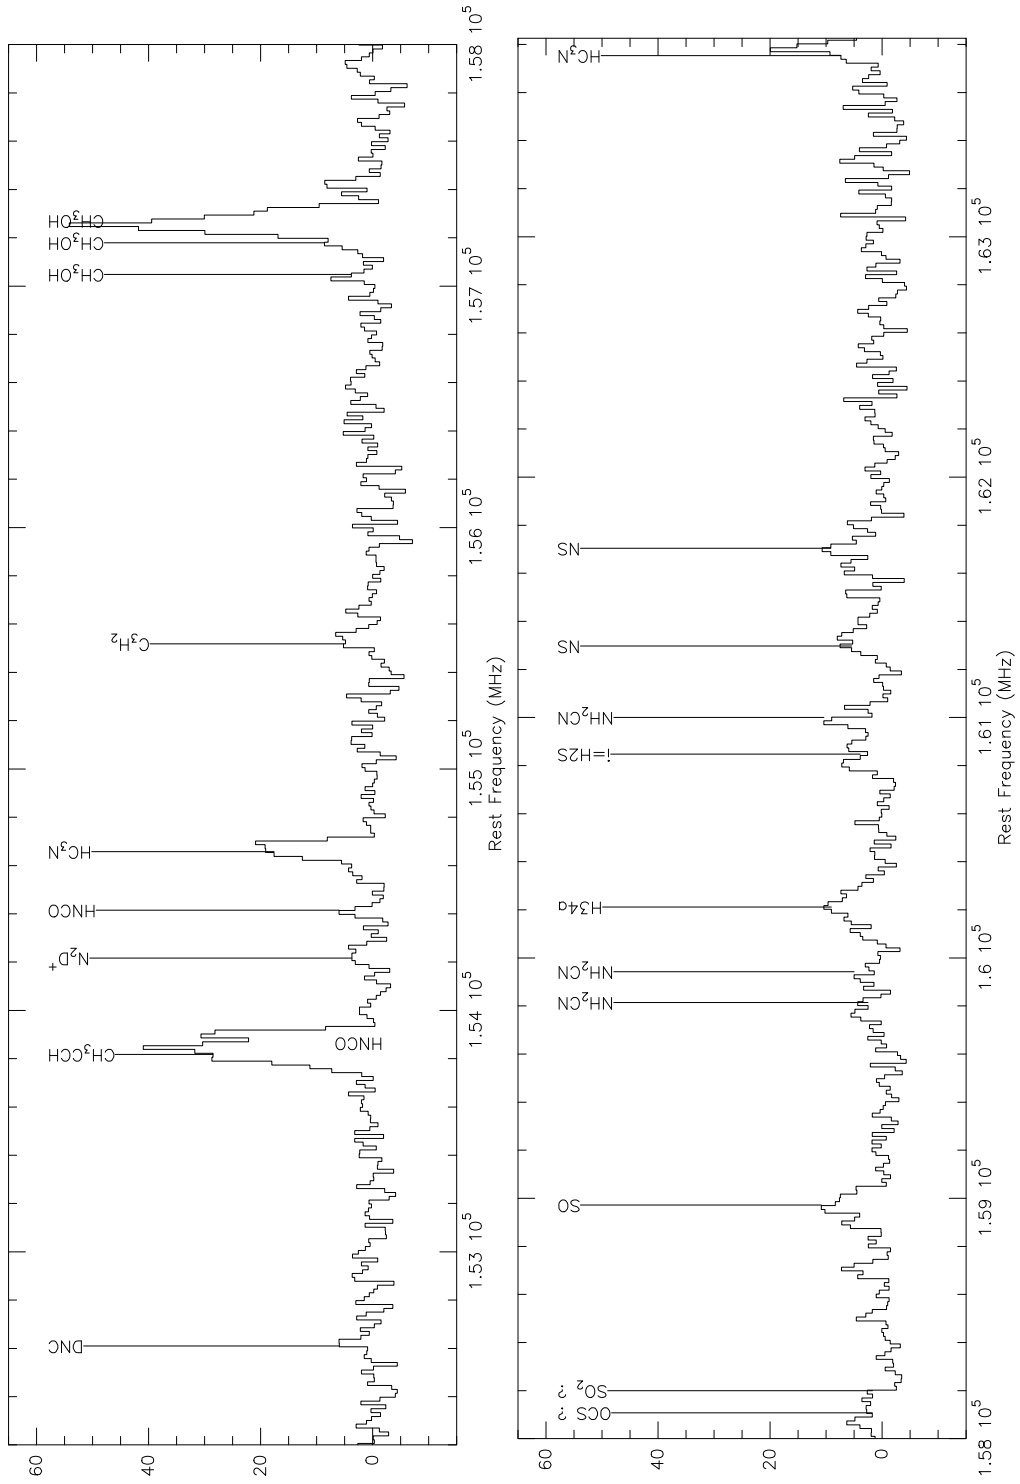 60
40
20
0
DNC
CH3CCH
HNCO
N2D+
HNCO
HC3N
C3H2
CH3OH
CH3OH
CH3OH
1.53 10^5
1.54 10^5
1.55 10^5
1.56 10^5
1.57 10^5
1.58 10^5
Rest Frequency (MHz)
60
40
20
0
OCS ?
SO2 ?
SO
NH2CN
NH2CN
H34a
i=H2S
NH2CN
NS
NS
HC3N
1.58 10^5
1.59 10^5
1.6 10^5
1.61 10^5
1.62 10^5
1.63 10^5
Rest Frequency (MHz)